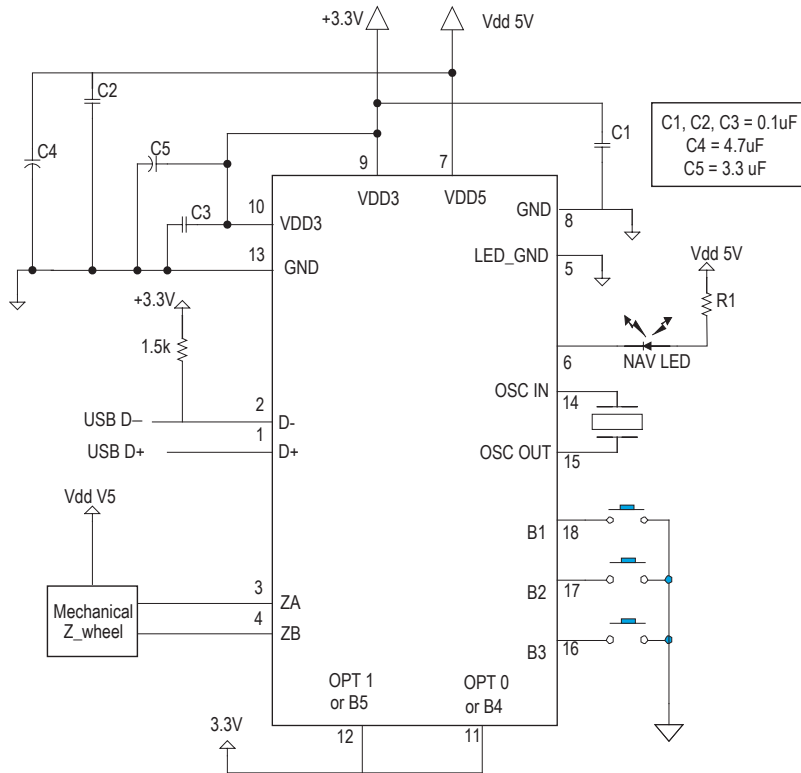 +3.3V
Vdd 5V
C2
C1
C1, C2, C3 = 0.1uF
C4 = 4.7uF
C5 = 3.3 uF
C4
C5
9
7
VDD3
VDD5
C3
10
VDD3
GND
8
13
GND
LED_GND
5
Vdd 5V
+3.3V
R1
1.5k
6
NAV LED
OSC IN
14
USB D–
2
D-
1
USB D+
D+
OSC OUT
15
Vdd V5
B1
18
3
ZA
B2
17
Mechanical
Z_wheel
4
ZB
B3
16
OPT 1
or B5
OPT 0
or B4
3.3V
12
11